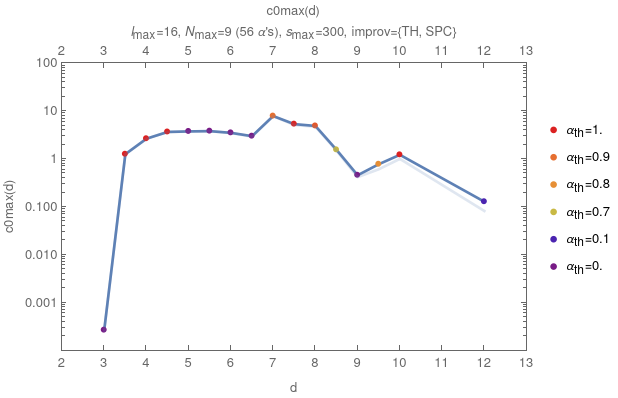 c0max(d)
lmax=16, Nmax=9 (56 α's), smax=300, improv={TH, SPC}
2 3 4 5 6 7 8 9 10 11 12 13
100
10
1
0.100
0.010
0.001
c0max(d)
2 3 4 5 6 7 8 9 10 11 12 13
d
αth=1.
αth=0.9
αth=0.8
αth=0.7
αth=0.1
αth=0.